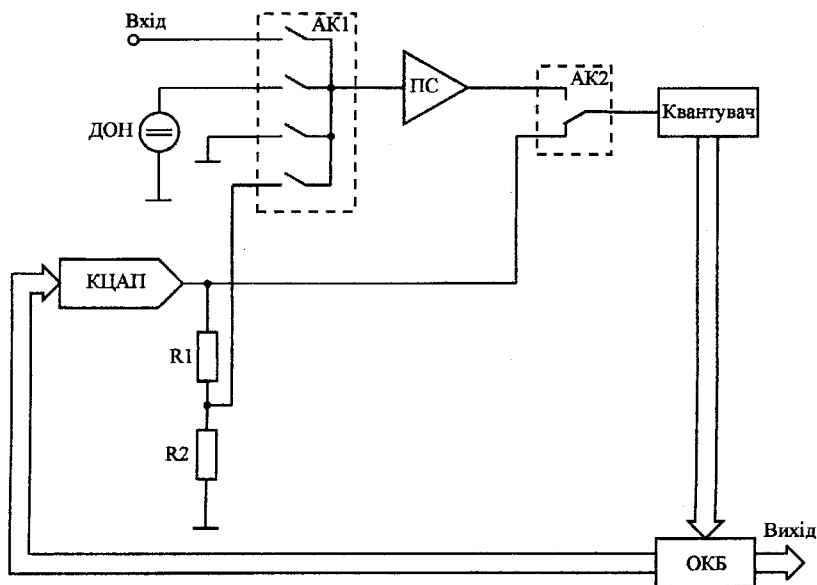 Вхід
АК1
ПС
АК2
ДОН
Квантувач
КЦАП
R1
R2
Вихід
ОКБ